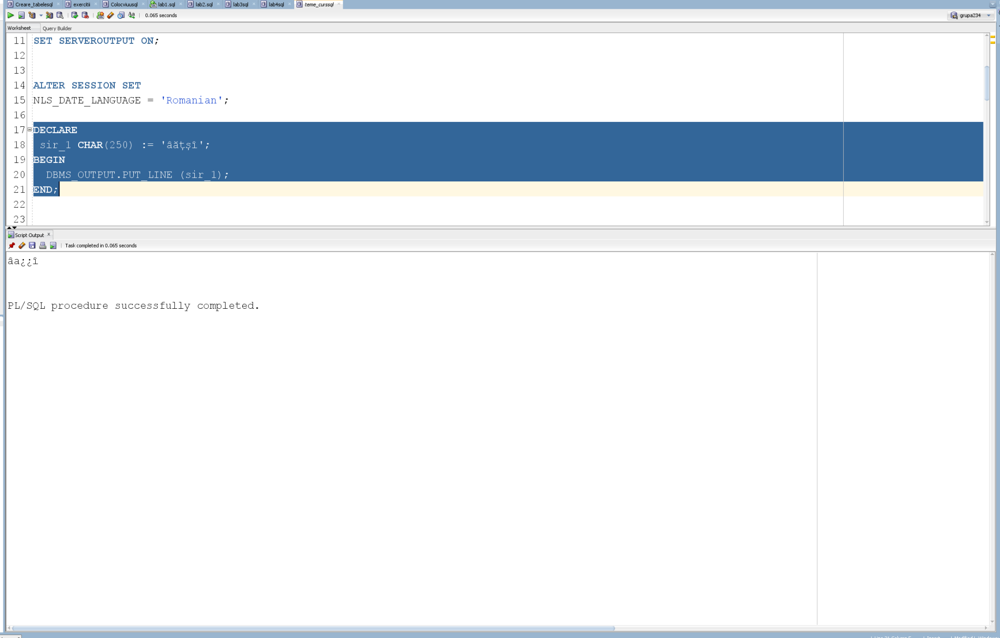 Creare_tabelesql exercitii Colocviuusql lab1.sql lab2.sql lab3sql lab4sql teme_curssql
0.065 seconds grupa234
Worksheet Query Builder
11 SET SERVEROUTPUT ON;
12
13
14 ALTER SESSION SET
15 NLS_DATE_LANGUAGE = 'Romanian';
16
17 DECLARE
18 sir_1 CHAR(250) := 'âățșî';
19 BEGIN
20 DBMS_OUTPUT.PUT_LINE (sir_1);
21 END;
22
23
Script Output
Task completed in 0.065 seconds
âa¿¿î
PL/SQL procedure successfully completed.